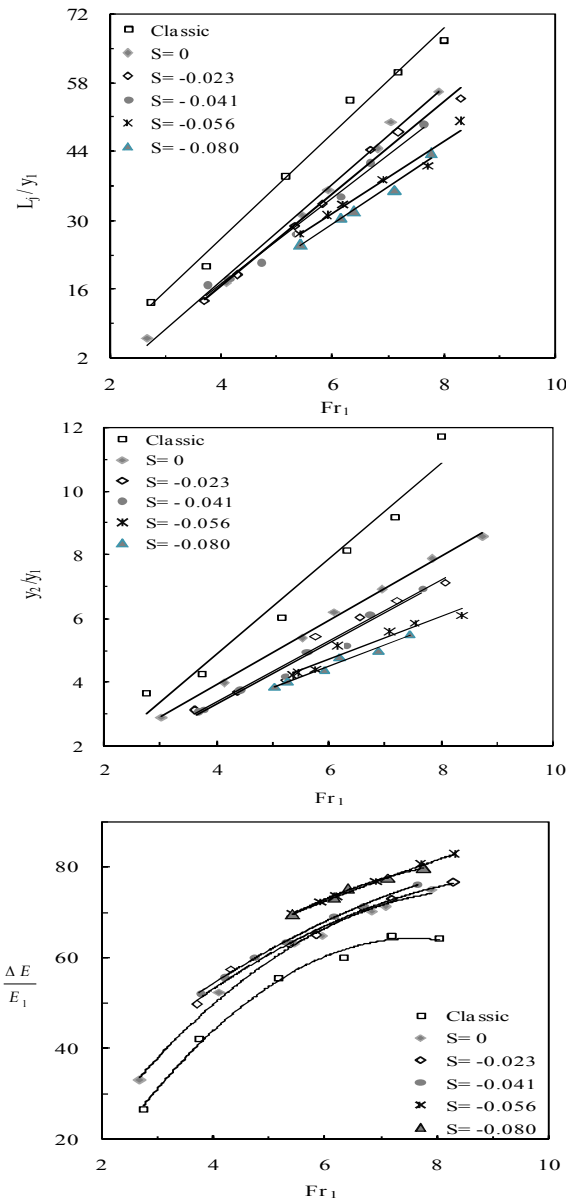 72
58
44
30
16
2
L_j/y_1
Classic
S= 0
S= -0.023
S= - 0.041
S= -0.056
S= - 0.080
2 4 6 8 10
Fr_1
12
10
8
6
4
2
y_2/y_1
Classic
S= 0
S= -0.023
S= - 0.041
S= -0.056
S= -0.080
2 4 6 8 10
Fr_1
80
60
40
20
ΔE
E_1
Classic
S= 0
S= -0.023
S= -0.041
S= -0.056
S= -0.080
2 4 6 8 10
Fr_1